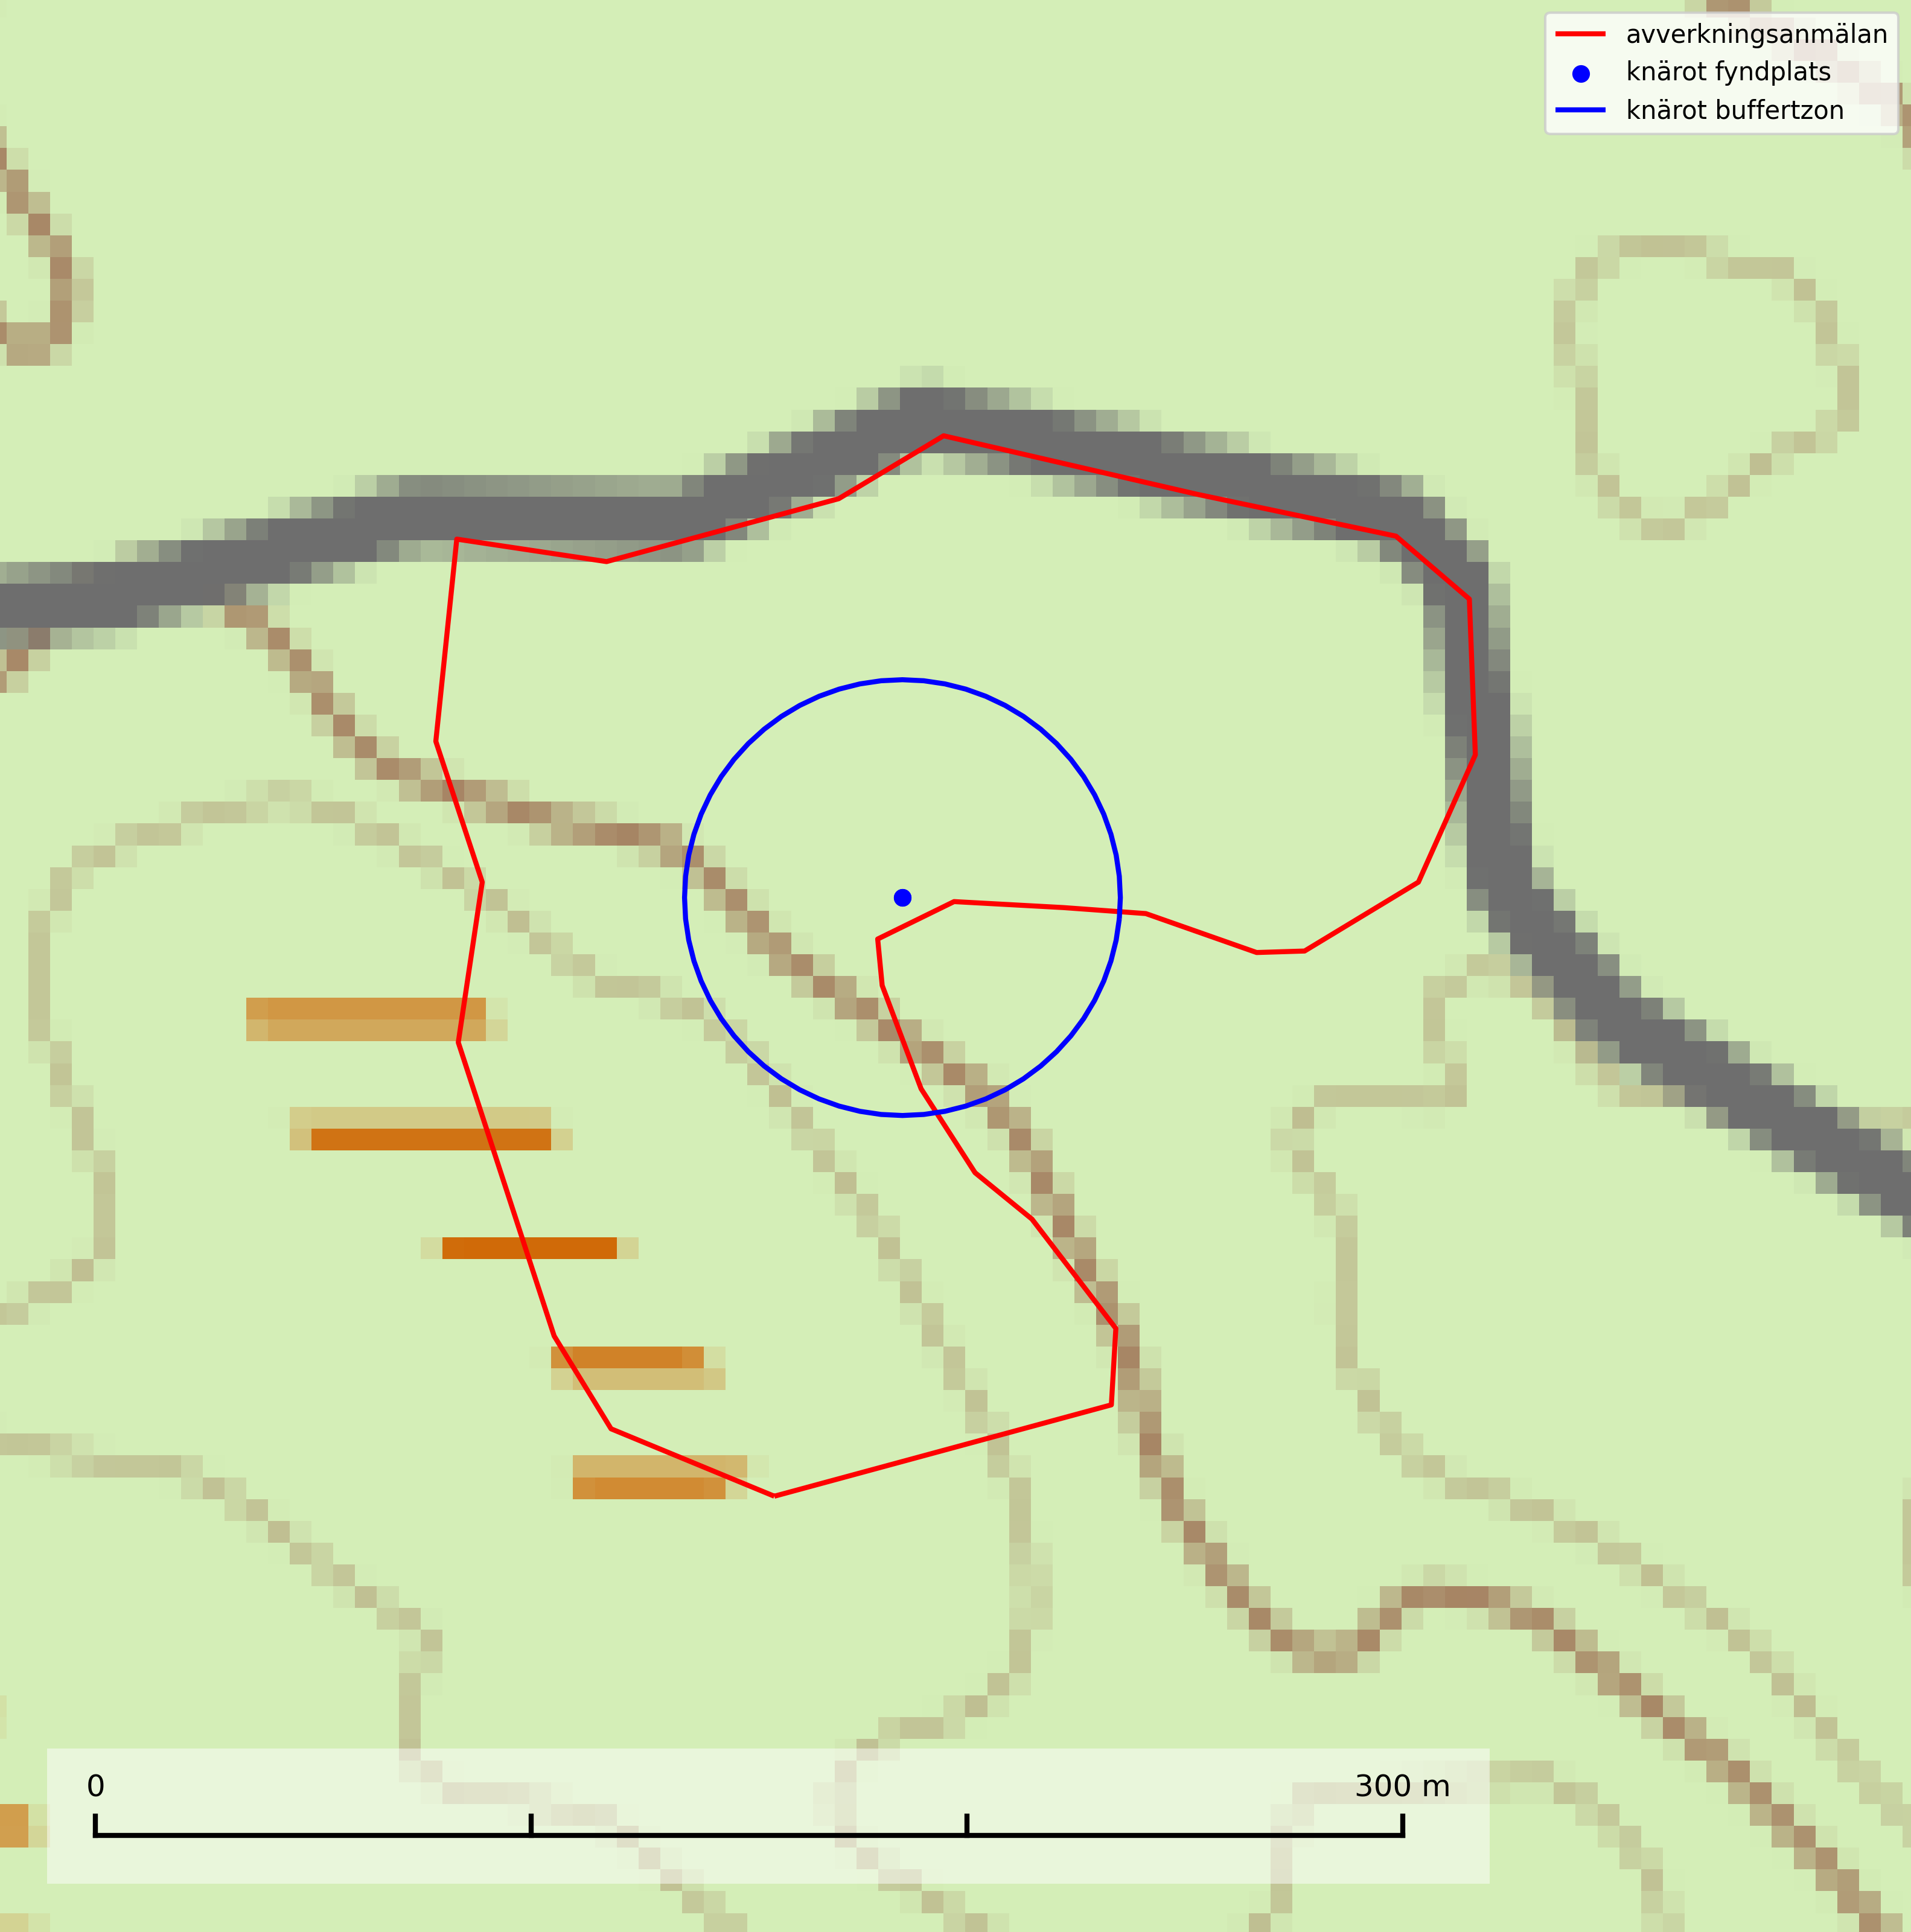 avverkningsanmälan
knärot fyndplats
knärot buffertzon
0
300 m